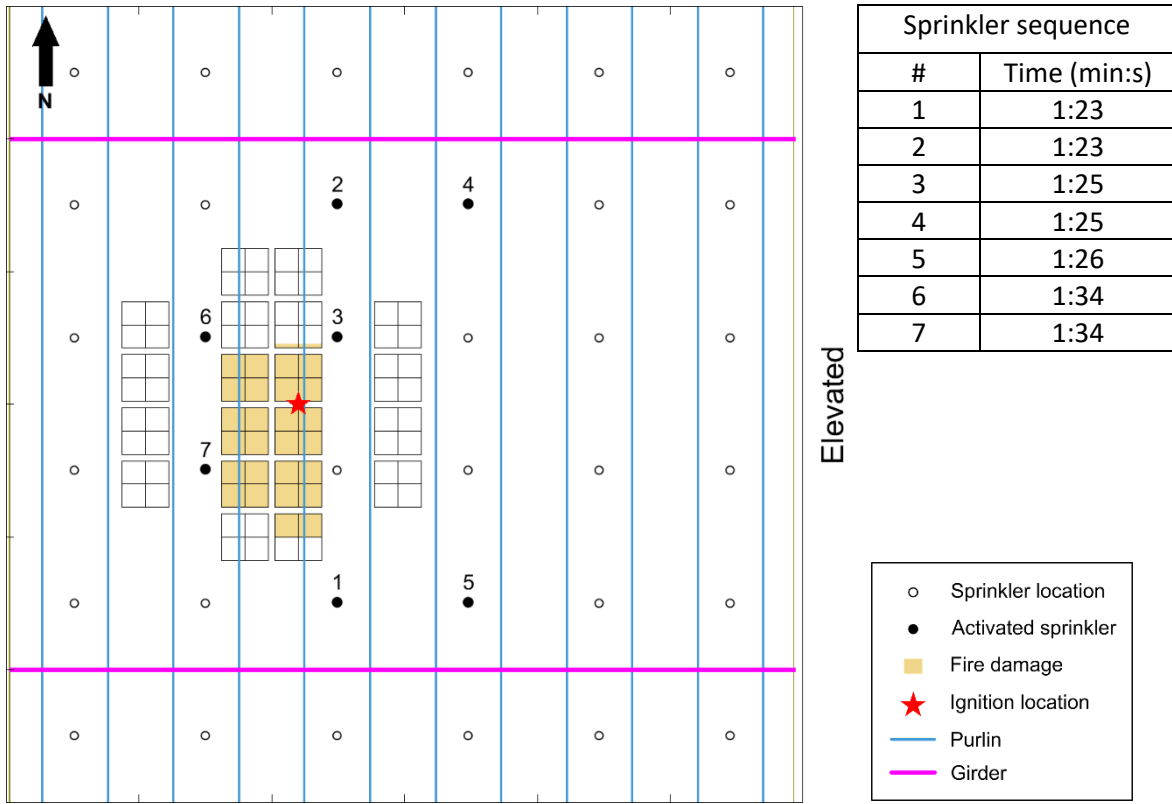 N
2
4
6
3
7
1
5
Elevated
Sprinkler sequence
# Time (min:s)
1 1:23
2 1:23
3 1:25
4 1:25
5 1:26
6 1:34
7 1:34
Sprinkler location
Activated sprinkler
Fire damage
Ignition location
Purlin
Girder